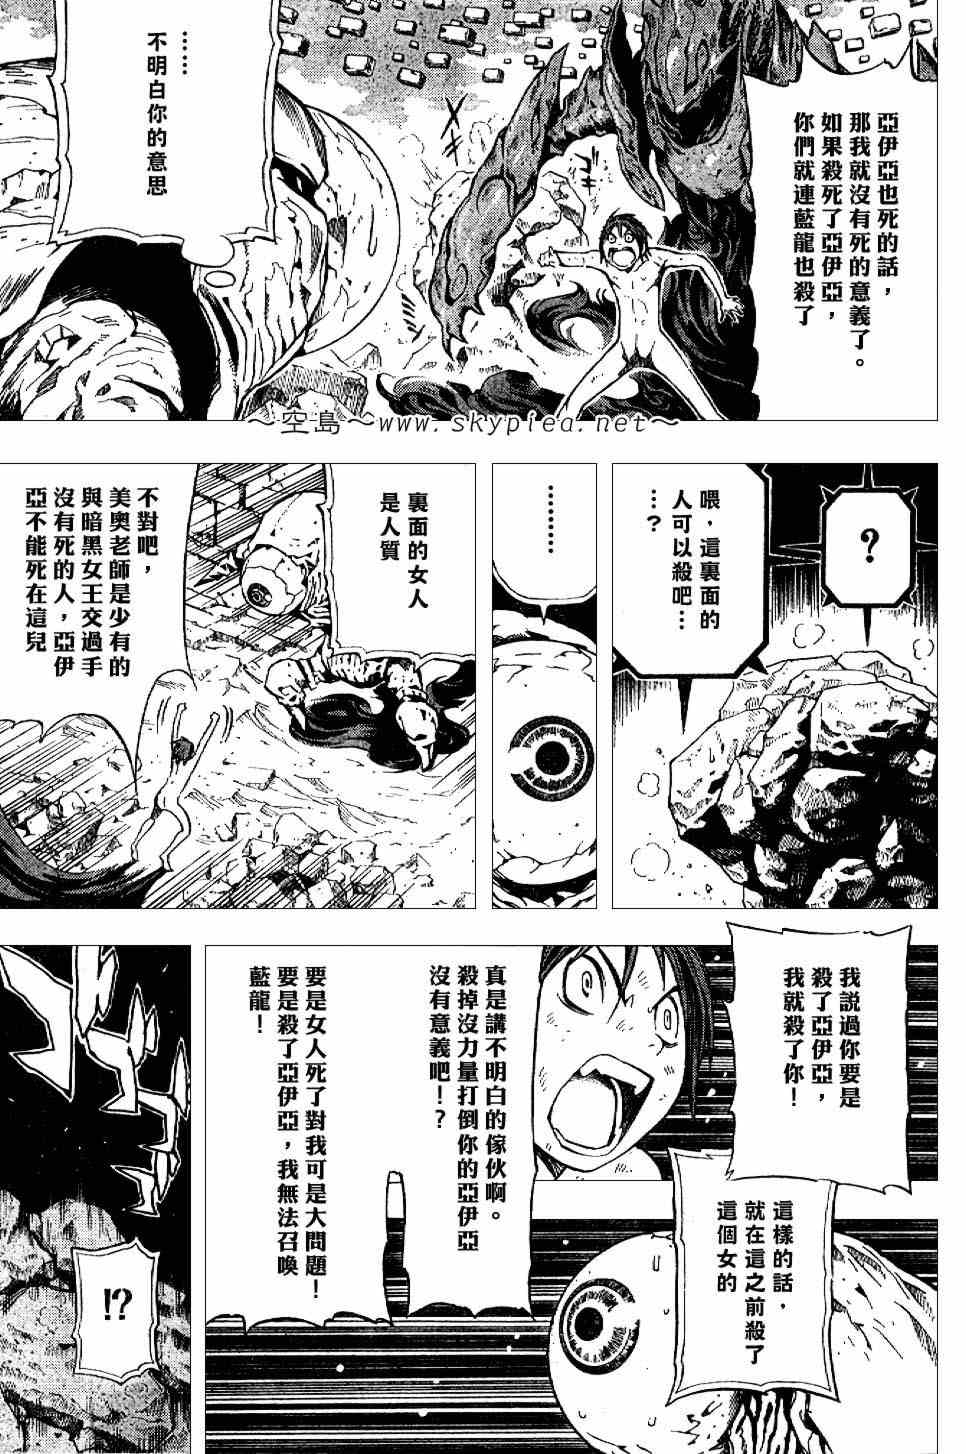 亞伊亞也死的話，
那我就沒有死的意義了。
如果殺死了亞伊亞，
你們就連藍龍也殺了
……
不明白你的意思
～空島～www.skypiea.net～
？
喂，這裏面的
人可以殺吧…
…？
………
裏面的女人
是人質
不對吧，
美奧老師是少有的
與暗黑女王交過手
沒有死的人，亞伊
亞不能死在這兒
我說過你要是
殺了亞伊亞，
我就殺了你！
這樣的話，
就在這之前殺了
這個女的
真是講不明白的傢伙啊。
殺掉沒力量打倒你的亞伊亞
沒有意義吧！？
要是女人死了對我可是大問題！
要是殺了亞伊亞，我無法召喚
藍龍！
!?